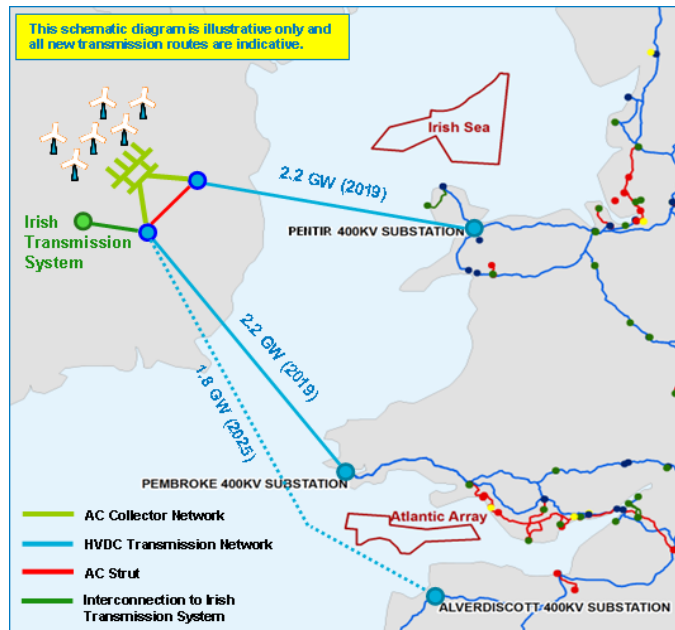 This schematic diagram is illustrative only and
all new transmission routes are indicative.
Irish Sea
2.2 GW (2019)
PENTIR 400KV SUBSTATION
Irish
Transmission
System
2.2 GW (2019)
1.8 GW (2025)
PEMBROKE 400KV SUBSTATION
Atlantic Array
AC Collector Network
HVDC Transmission Network
AC Strut
Interconnection to Irish
Transmission System
ALVERDISCOTT 400KV SUBSTATION